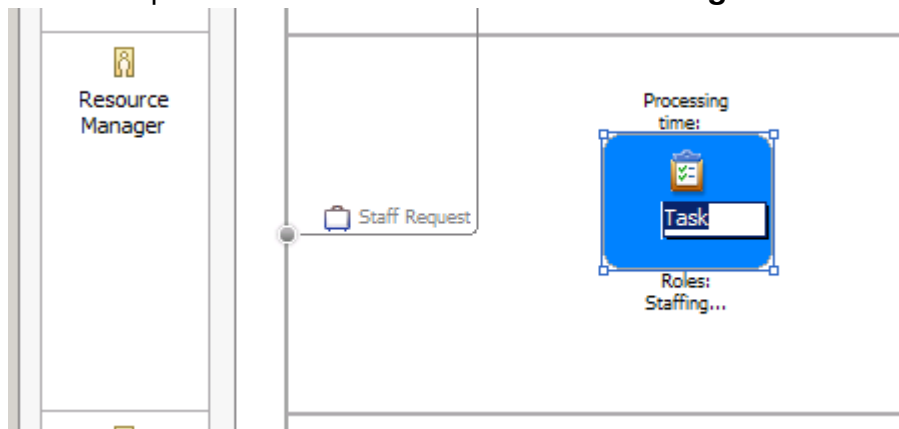 Resource
Manager
Processing
time:
Staff Request
Task
Roles:
Staffing...